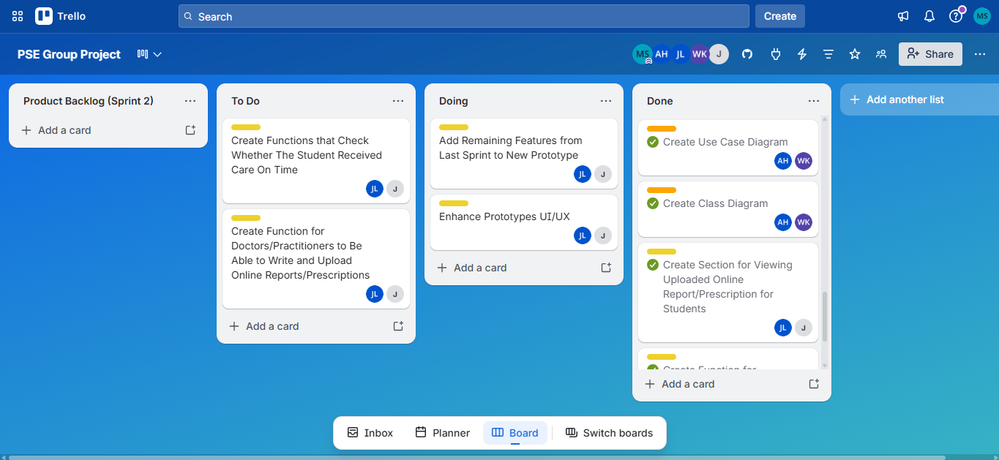 Trello
Search
Create
MS
PSE Group Project
MS AH JL WK J
Share
Product Backlog (Sprint 2)
Add a card
To Do
Create Functions that Check
Whether The Student Received
Care On Time
JL J
Create Function for
Doctors/Practitioners to Be
Able to Write and Upload
Online Reports/Prescriptions
JL J
Add a card
Doing
Add Remaining Features from
Last Sprint to New Prototype
JL J
Enhance Prototypes UI/UX
JL J
Add a card
Done
Create Use Case Diagram
AH WK
Create Class Diagram
AH WK
Create Section for Viewing
Uploaded Online
Report/Prescription for
Students
JL J
Create Function for
Add a card
Add another list
Inbox
Planner
Board
Switch boards